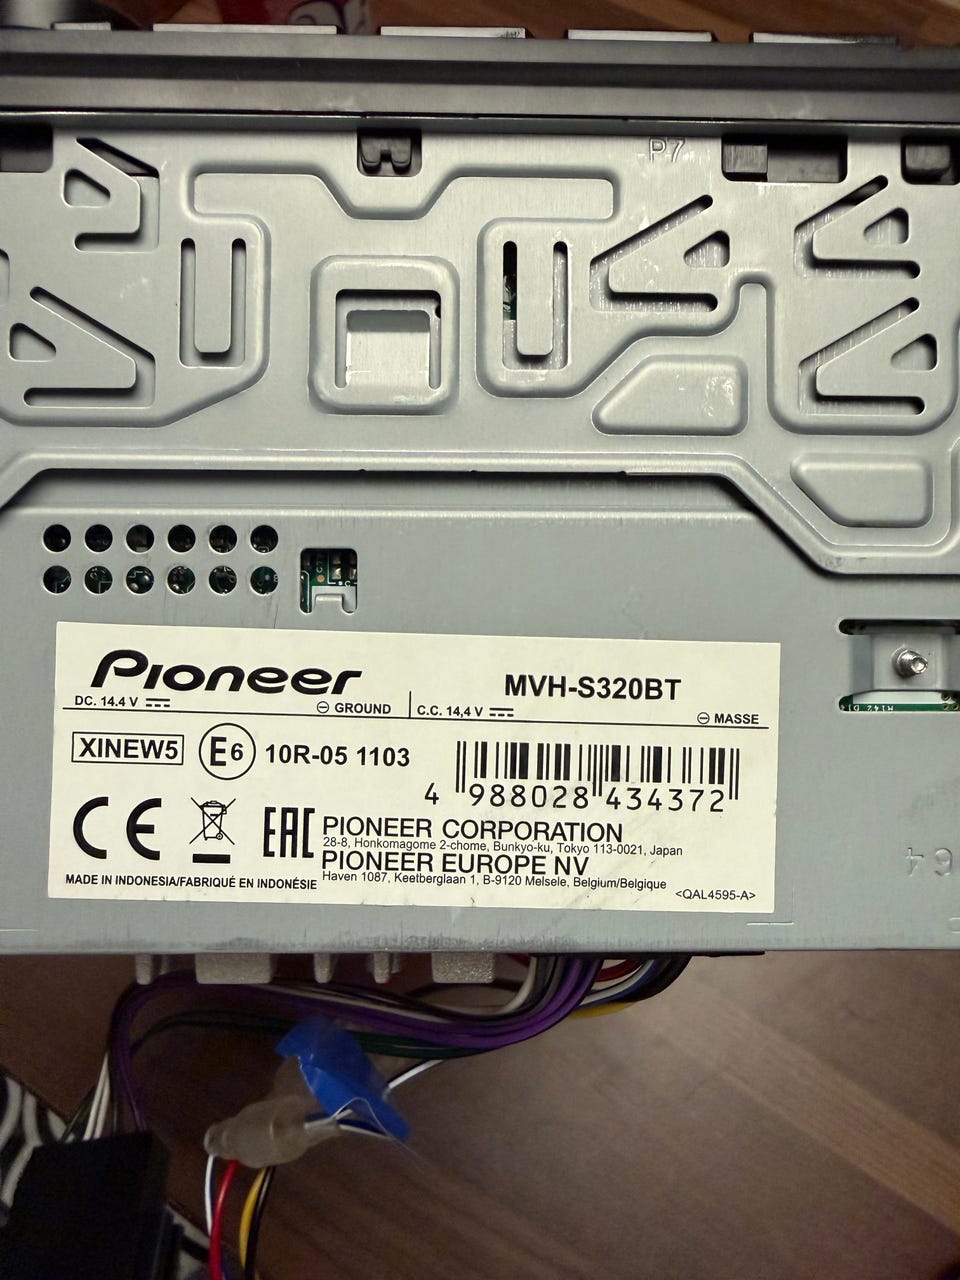 P7
Pioneer
MVH-S320BT
DC. 14.4 V ⎓ ⊖ GROUND
C.C. 14,4 V ⎓ ⊖ MASSE
XINEW5 E6 10R-05 1103
4 988028 434372
CE EAC
PIONEER CORPORATION
28-8, Honkomagome 2-chome, Bunkyo-ku, Tokyo 113-0021, Japan
PIONEER EUROPE NV
Haven 1087, Keetberglaan 1, B-9120 Melsele, Belgium/Belgique
MADE IN INDONESIA/FABRIQUÉ EN INDONÉSIE
<QAL4595-A>
64